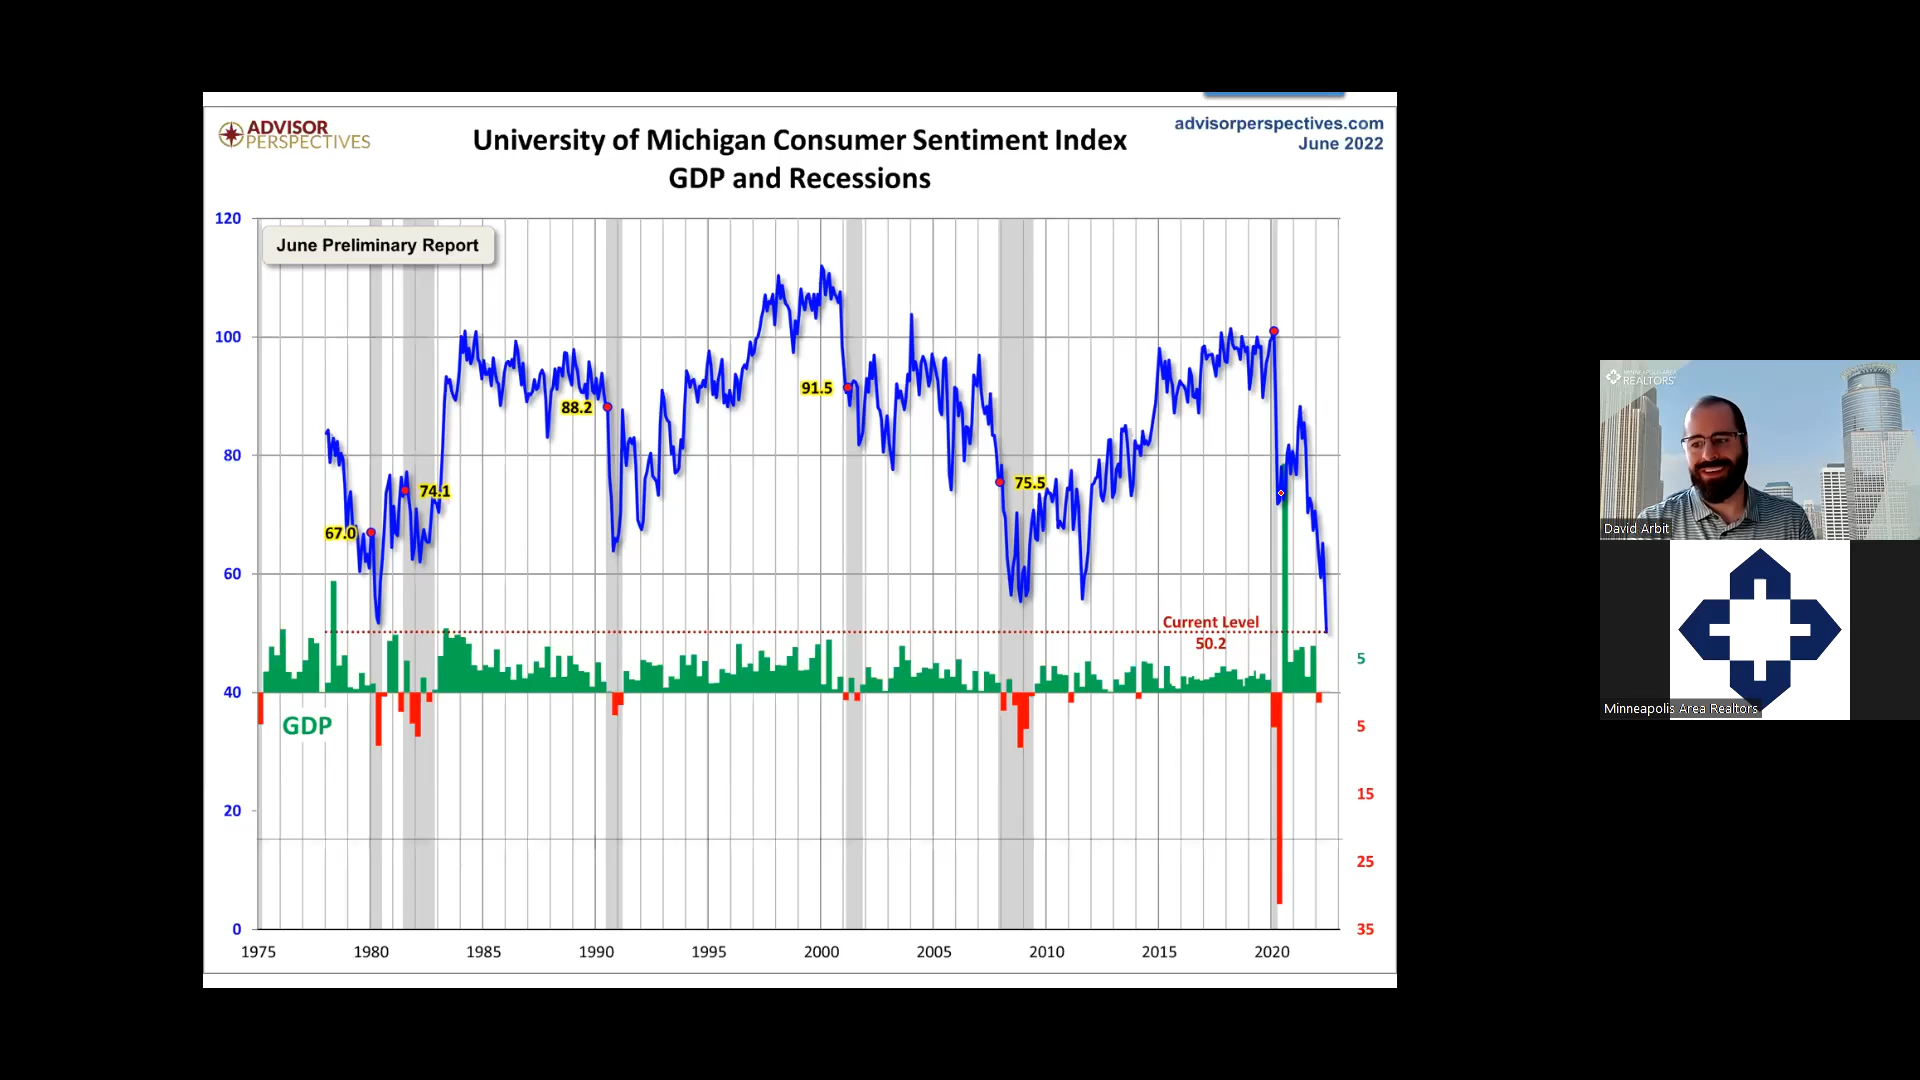 ADVISOR
PERSPECTIVES
University of Michigan Consumer Sentiment Index
GDP and Recessions
advisorperspectives.com
June 2022
120
100
80
60
40
20
0
June Preliminary Report
67.0
74.1
88.2
91.5
75.5
Current Level
50.2
GDP
5
5
15
25
35
1975
1980
1985
1990
1995
2000
2005
2010
2015
2020
MINNEAPOLIS AREA
REALTORS
David Arbit
Minneapolis Area Realtors